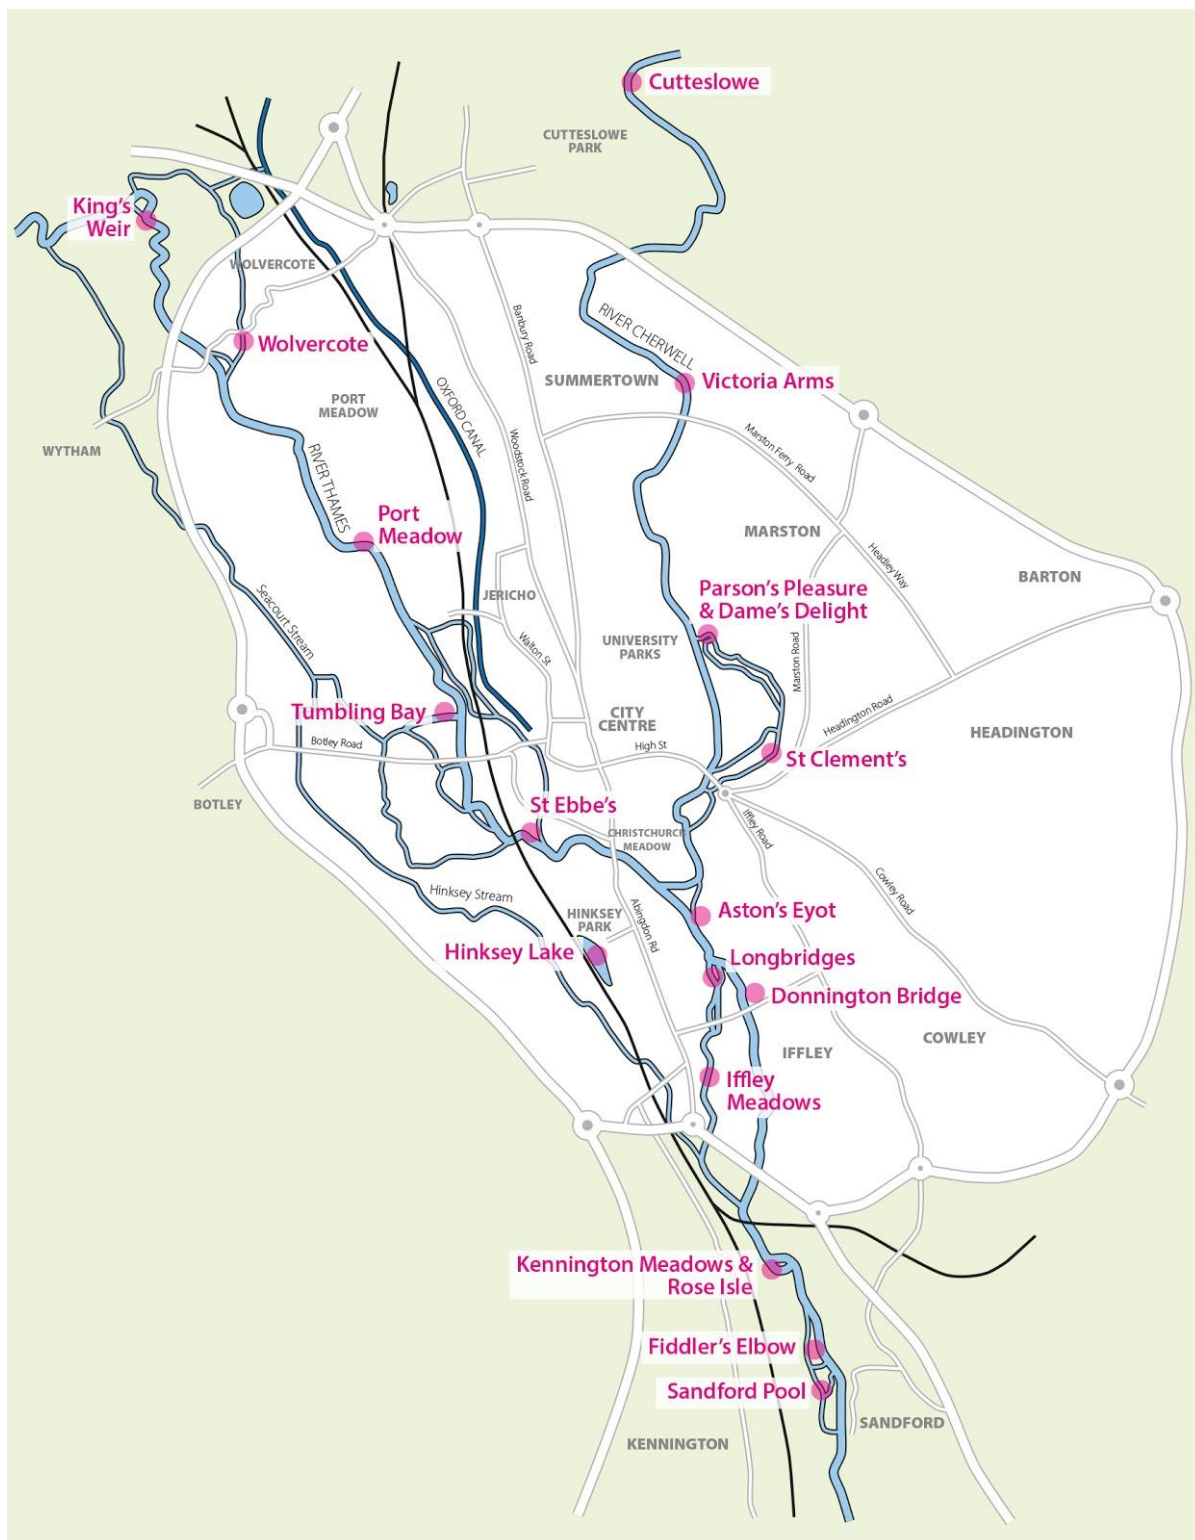 Cutteslowe
CUTTESLOWE
PARK
King's
Weir
WOLVERCOTE
Wolvercote
RIVER CHERWELL
Banbury Road
SUMMERTOWN
Victoria Arms
PORT
MEADOW
OXFORD CANAL
WYTHAM
Woodstock Road
Marston Ferry Road
RIVER THAMES
Port
Meadow
MARSTON
Headley Way
BARTON
Seacourt Stream
JERICHO
Parson's Pleasure
& Dame's Delight
Walton St
UNIVERSITY
PARKS
Marston Road
Tumbling Bay
CITY
CENTRE
Headington Road
HEADINGTON
Botley Road
High St
St Clement's
BOTLEY
St Ebbe's
CHRISTCHURCH
MEADOW
Iffley Road
Cowley Road
Hinksey Stream
HINKSEY
PARK
Abingdon Rd
Aston's Eyot
Hinksey Lake
Longbridges
Donnington Bridge
IFFLEY
COWLEY
Iffley
Meadows
Kennington Meadows &
Rose Isle
Fiddler's Elbow
Sandford Pool
SANDFORD
KENNINGTON